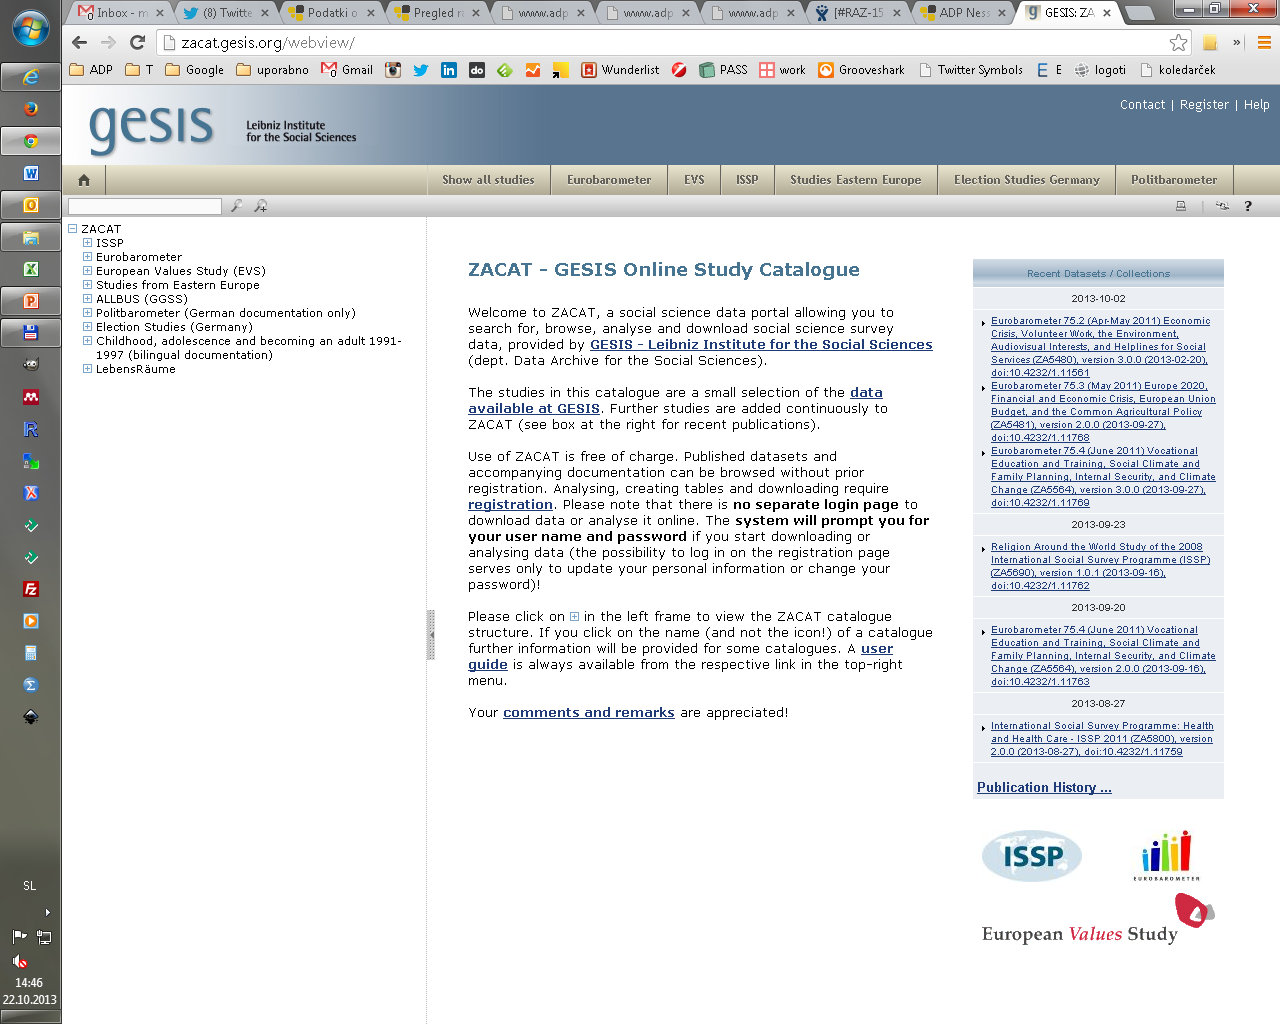 Inbox - m
(8) Twitte
Podatki o
Pregled ra
www.adp
www.adp
www.adp
[#RAZ-15
ADP Ness
GESIS: ZA
zacat.gesis.org/webview/
ADP
T
Google
uporabno
Gmail
Wunderlist
PASS
work
Grooveshark
Twitter Symbols
E
logoti
koledarček
gesis
Leibniz Institute
for the Social Sciences
Contact | Register | Help
Show all studies
Eurobarometer
EVS
ISSP
Studies Eastern Europe
Election Studies Germany
Politbarometer
ZACAT
ISSP
Eurobarometer
European Values Study (EVS)
Studies from Eastern Europe
ALLBUS (GGSS)
Politbarometer (German documentation only)
Election Studies (Germany)
Childhood, adolescence and becoming an adult 1991-
1997 (bilingual documentation)
LebensRäume
ZACAT - GESIS Online Study Catalogue
Welcome to ZACAT, a social science data portal allowing you to
search for, browse, analyse and download social science survey
data, provided by GESIS - Leibniz Institute for the Social Sciences
(dept. Data Archive for the Social Sciences).
The studies in this catalogue are a small selection of the data
available at GESIS. Further studies are added continuously to
ZACAT (see box at the right for recent publications).
Use of ZACAT is free of charge. Published datasets and
accompanying documentation can be browsed without prior
registration. Analysing, creating tables and downloading require
registration. Please note that there is no separate login page to
download data or analyse it online. The system will prompt you for
your user name and password if you start downloading or
analysing data (the possibility to log in on the registration page
serves only to update your personal information or change your
password)!
Please click on in the left frame to view the ZACAT catalogue
structure. If you click on the name (and not the icon!) of a catalogue
further information will be provided for some catalogues. A user
guide is always available from the respective link in the top-right
menu.
Your comments and remarks are appreciated!
Recent Datasets / Collections
2013-10-02
Eurobarometer 75.2 (Apr-May 2011) Economic
Crisis, Volunteer Work, the Environment,
Audiovisual Interests, and Helplines for Social
Services (ZA5480), version 3.0.0 (2013-02-20),
doi:10.4232/1.11561
Eurobarometer 75.3 (May 2011) Europe 2020,
Financial and Economic Crisis, European Union
Budget, and the Common Agricultural Policy
(ZA5481), version 2.0.0 (2013-09-27),
doi:10.4232/1.11768
Eurobarometer 75.4 (June 2011) Vocational
Education and Training, Social Climate and
Family Planning, Internal Security, and Climate
Change (ZA5564), version 3.0.0 (2013-09-27),
doi:10.4232/1.11769
2013-09-23
Religion Around the World Study of the 2008
International Social Survey Programme (ISSP)
(ZA5690), version 1.0.1 (2013-09-16),
doi:10.4232/1.11762
2013-09-20
Eurobarometer 75.4 (June 2011) Vocational
Education and Training, Social Climate and
Family Planning, Internal Security, and Climate
Change (ZA5564), version 2.0.0 (2013-09-16),
doi:10.4232/1.11763
2013-08-27
International Social Survey Programme: Health
and Health Care - ISSP 2011 (ZA5800), version
2.0.0 (2013-08-27), doi:10.4232/1.11759
Publication History ...
ISSP
EUROBAROMETER
European Values Study
SL
14:46
22.10.2013